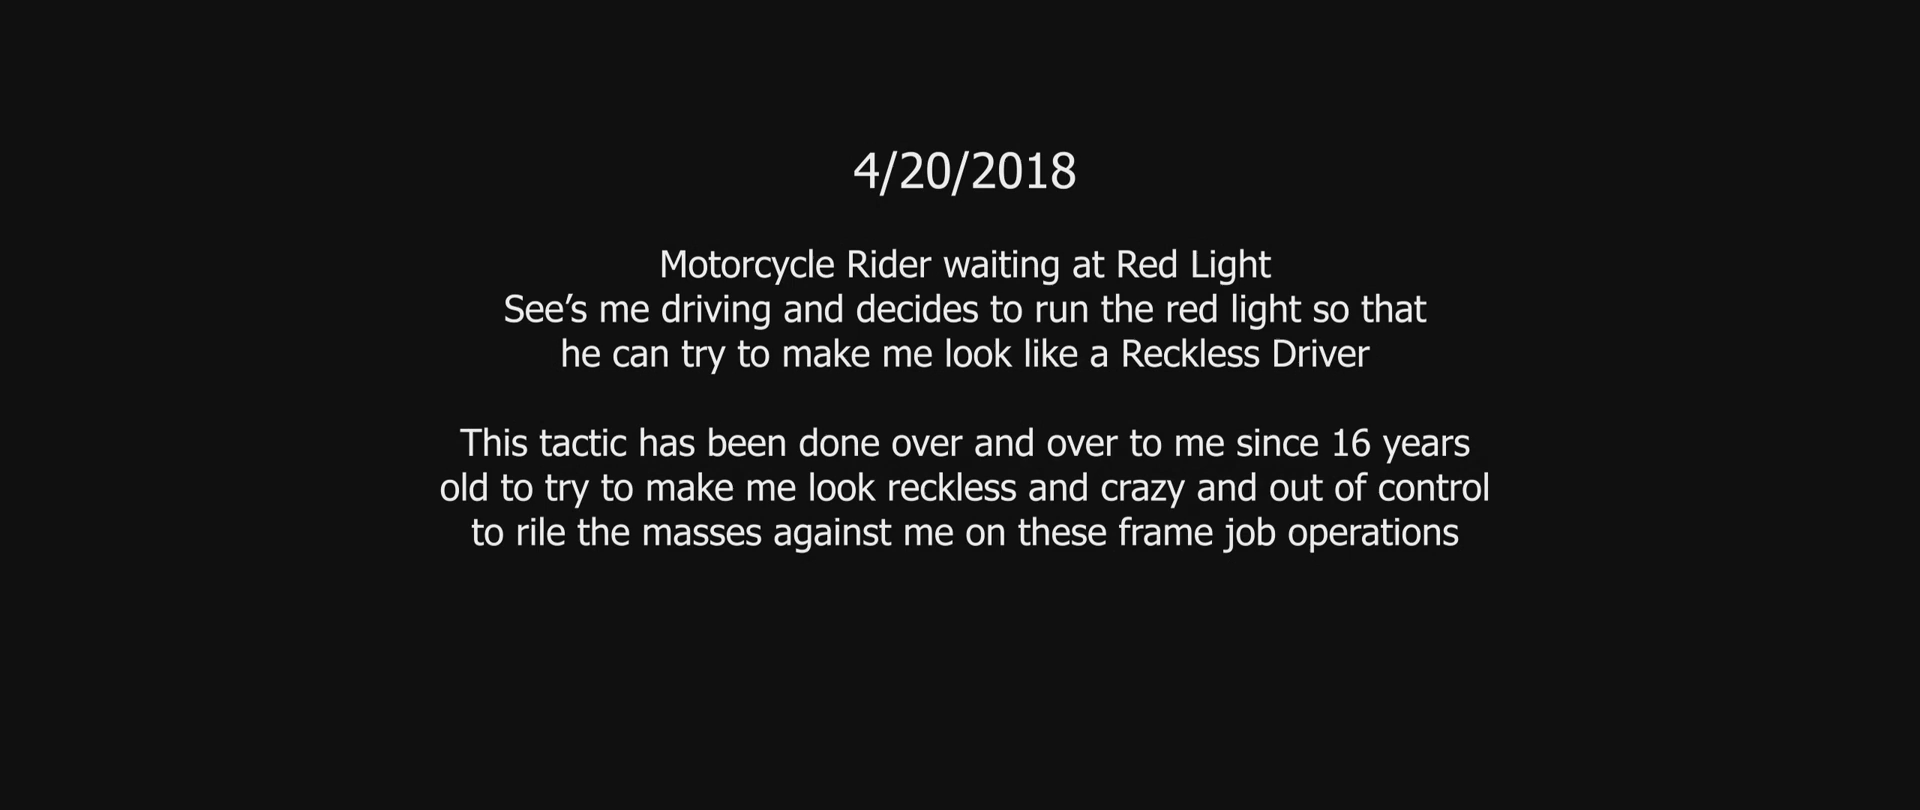 4/20/2018
Motorcycle Rider waiting at Red Light
See’s me driving and decides to run the red light so that
he can try to make me look like a Reckless Driver
This tactic has been done over and over to me since 16 years
old to try to make me look reckless and crazy and out of control
to rile the masses against me on these frame job operations